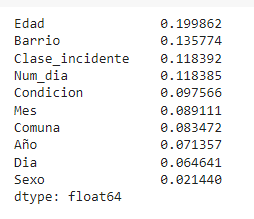 Edad 0.199862
Barrio 0.135774
Clase_incidente 0.118392
Num_dia 0.118385
Condicion 0.097566
Mes 0.089111
Comuna 0.083472
Año 0.071357
Dia 0.064641
Sexo 0.021440
dtype: float64